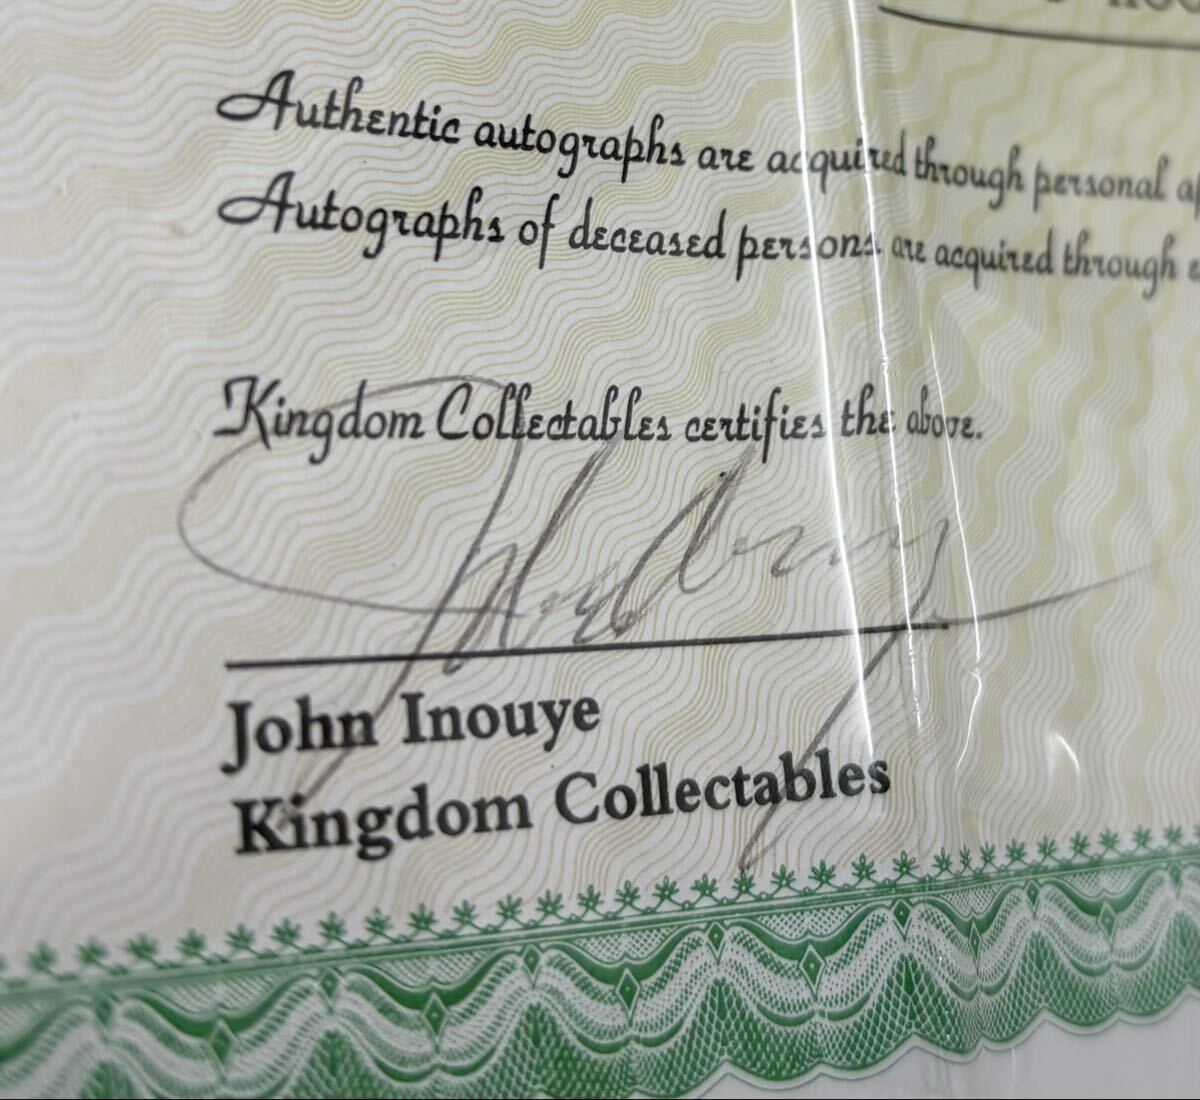 Authentic autographs are acquired through personal
Autographs of deceased persons are acquired through
Kingdom Collectables certifies the above.
John Inouye
Kingdom Collectables